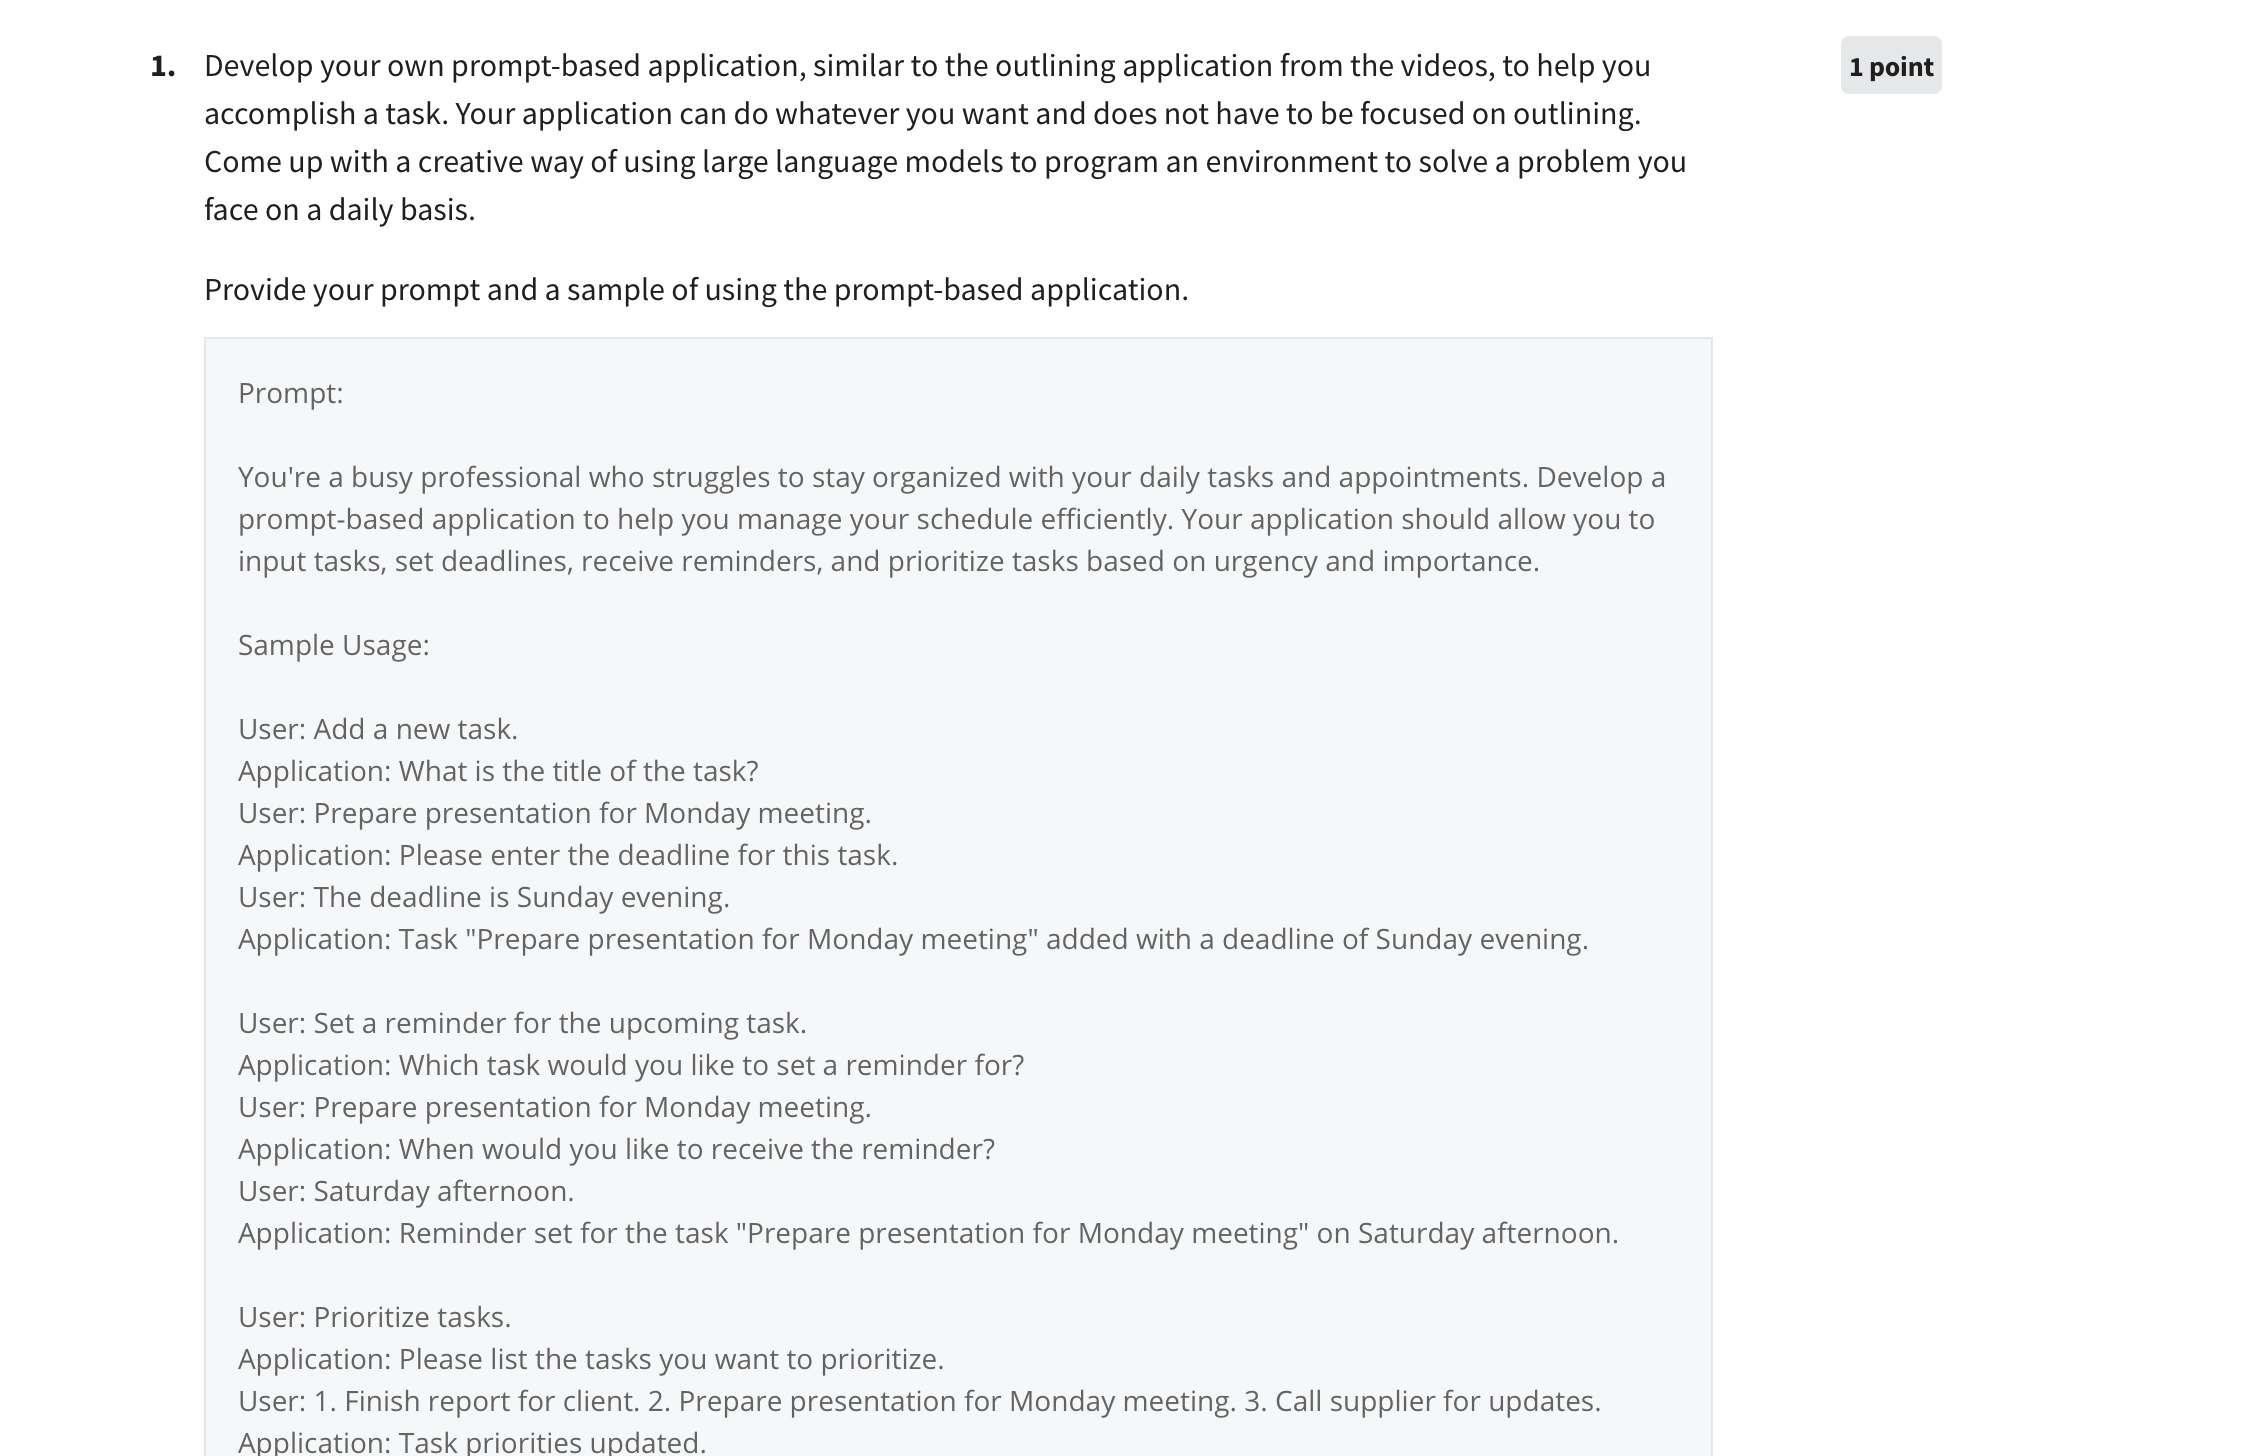 1. Develop your own prompt-based application, similar to the outlining application from the videos, to help you
1 point
accomplish a task. Your application can do whatever you want and does not have to be focused on outlining.
Come up with a creative way of using large language models to program an environment to solve a problem you
face on a daily basis.
Provide your prompt and a sample of using the prompt-based application.
Prompt:
You're a busy professional who struggles to stay organized with your daily tasks and appointments. Develop a
prompt-based application to help you manage your schedule efficiently. Your application should allow you to
input tasks, set deadlines, receive reminders, and prioritize tasks based on urgency and importance.
Sample Usage:
User: Add a new task.
Application: What is the title of the task?
User: Prepare presentation for Monday meeting.
Application: Please enter the deadline for this task.
User: The deadline is Sunday evening.
Application: Task "Prepare presentation for Monday meeting" added with a deadline of Sunday evening.
User: Set a reminder for the upcoming task.
Application: Which task would you like to set a reminder for?
User: Prepare presentation for Monday meeting.
Application: When would you like to receive the reminder?
User: Saturday afternoon.
Application: Reminder set for the task "Prepare presentation for Monday meeting" on Saturday afternoon.
User: Prioritize tasks.
Application: Please list the tasks you want to prioritize.
User: 1. Finish report for client. 2. Prepare presentation for Monday meeting. 3. Call supplier for updates.
Application: Task priorities updated.